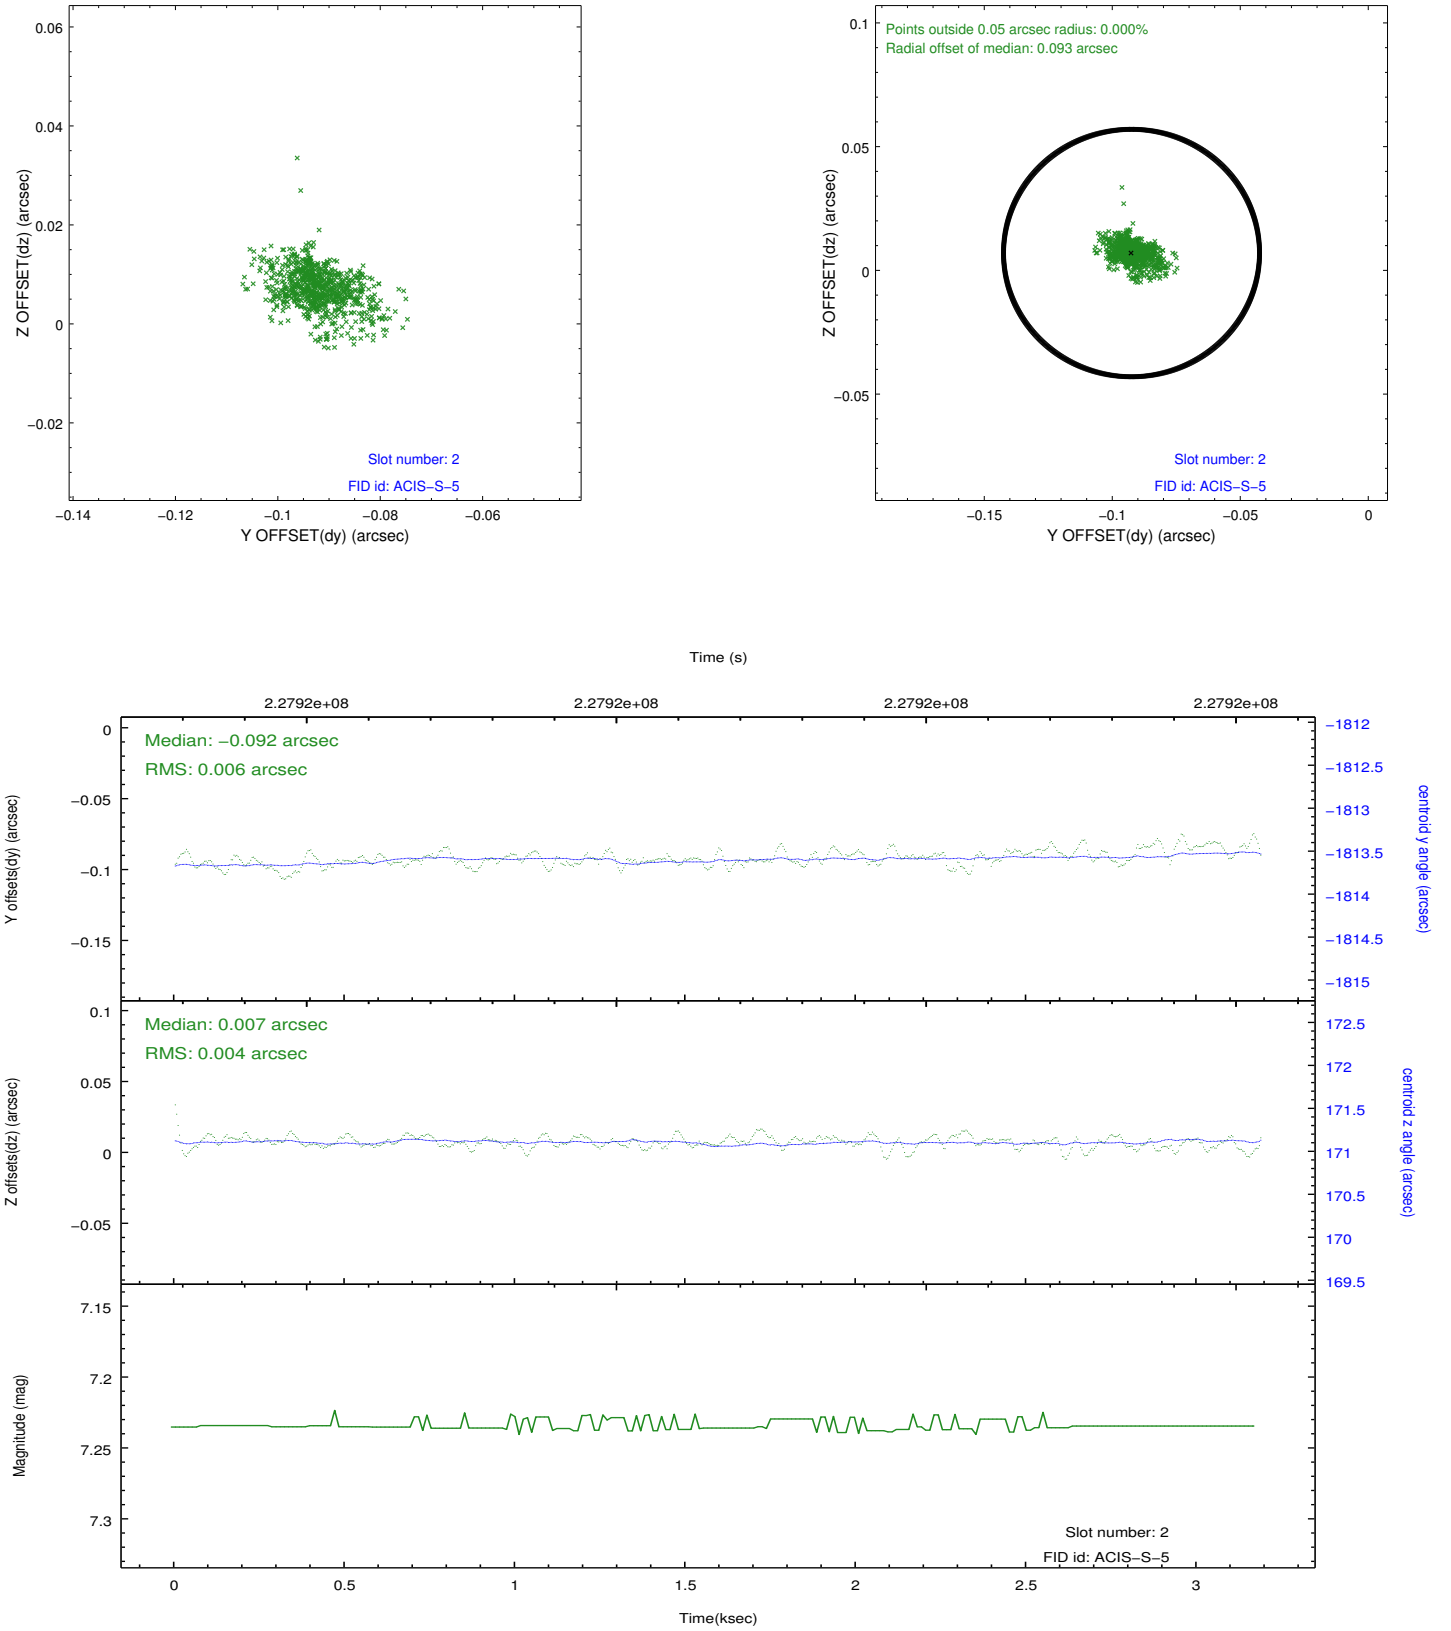 0.06
0.04
0.02
0
−0.02
Z OFFSET(dz) (arcsec)
Slot number: 2
FID id: ACIS−S−5
−0.14
−0.12
−0.1
−0.08
−0.06
Y OFFSET(dy) (arcsec)
Points outside 0.05 arcsec radius: 0.000%
Radial offset of median: 0.093 arcsec
0.1
0.05
0
−0.05
Z OFFSET(dz) (arcsec)
Slot number: 2
FID id: ACIS−S−5
−0.15
−0.1
−0.05
0
Y OFFSET(dy) (arcsec)
Time (s)
2.2792e+08
2.2792e+08
2.2792e+08
2.2792e+08
Median: −0.092 arcsec
RMS: 0.006 arcsec
0
−0.05
−0.1
−0.15
Y offsets(dy) (arcsec)
−1812
−1812.5
−1813
−1813.5
−1814
−1814.5
−1815
centroid y angle (arcsec)
Median: 0.007 arcsec
RMS: 0.004 arcsec
0.1
0.05
0
−0.05
Z offsets(dz) (arcsec)
172.5
172
171.5
171
170.5
170
169.5
centroid z angle (arcsec)
7.15
7.2
7.25
7.3
Magnitude (mag)
Slot number: 2
FID id: ACIS−S−5
0
0.5
1
1.5
2
2.5
3
Time(ksec)